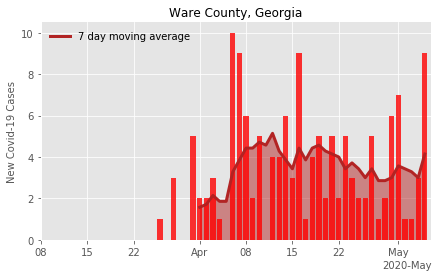 Ware County, Georgia
7 day moving average
New Covid-19 Cases
10
8
6
4
2
0
08
15
22
Apr
08
15
22
May
2020-May